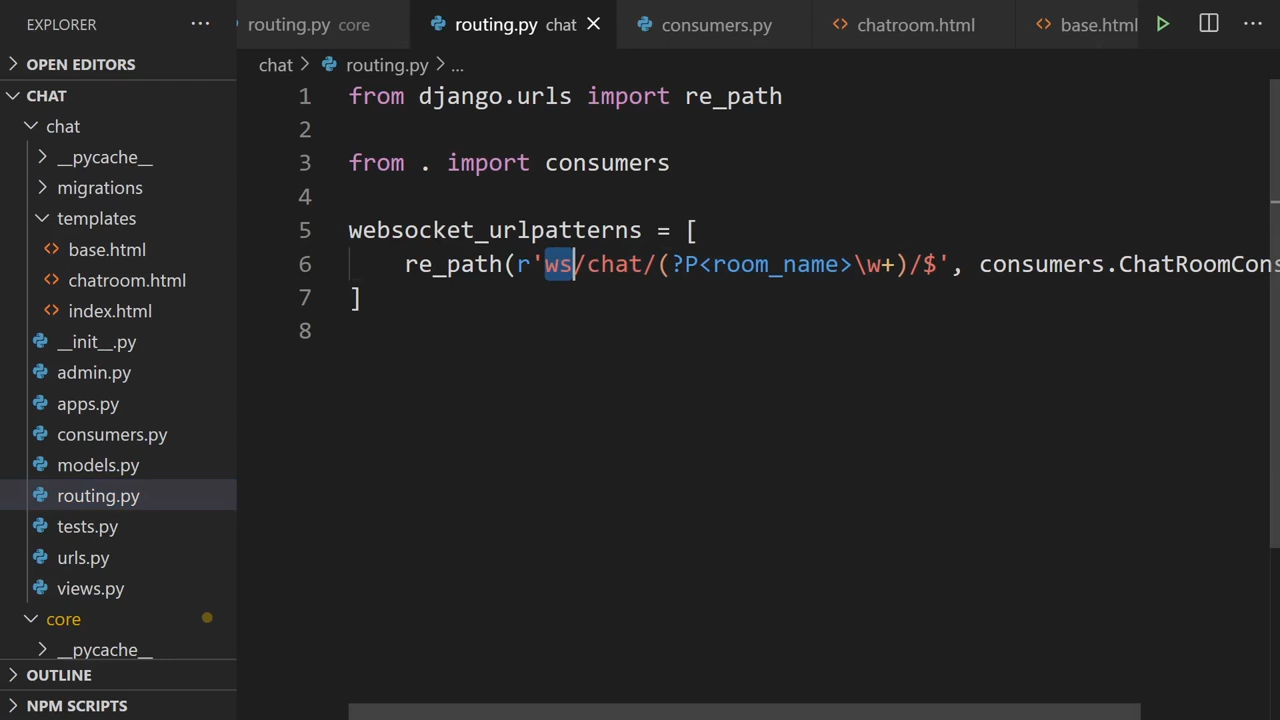 EXPLORER
routing.py core
routing.py chat
consumers.py
chatroom.html
base.html
OPEN EDITORS
chat > routing.py > ...
CHAT
chat
__pycache__
migrations
templates
base.html
chatroom.html
index.html
__init__.py
admin.py
apps.py
consumers.py
models.py
routing.py
tests.py
urls.py
views.py
core
__pycache__
OUTLINE
NPM SCRIPTS
1 from django.urls import re_path
2
3 from . import consumers
4
5 websocket_urlpatterns = [
6 re_path(r'ws/chat/(?P<room_name>\w+)/$', consumers.ChatRoomCons
7 ]
8